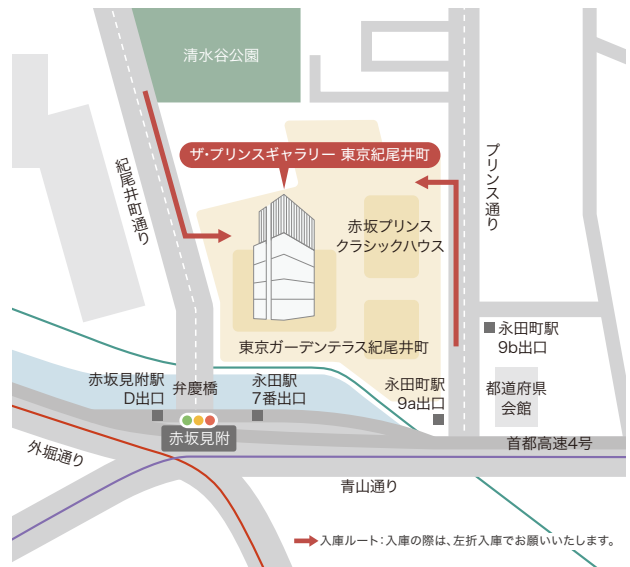 清水谷公園
ザ・プリンスギャラリー 東京紀尾井町
紀尾井町通り
プリンス通り
赤坂プリンス
クラシックハウス
東京ガーデンテラス紀尾井町
永田町駅
9b出口
赤坂見附駅
D出口
弁慶橋
永田駅
7番出口
永田町駅
9a出口
都道府県
会館
赤坂見附
首都高速4号
外堀通り
青山通り
入庫ルート：入庫の際は、左折入庫でお願いいたします。